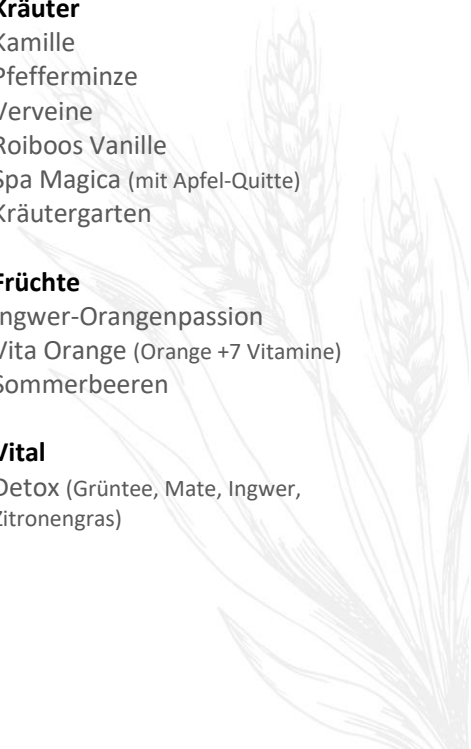 Kräuter
Kamille
Pfefferminze
Verveine
Roiboos Vanille
Spa Magica (mit Apfel-Quitte)
Kräutergarten
Früchte
Ingwer-Orangenpassion
Vita Orange (Orange +7 Vitamine)
Sommerbeeren
Vital
Detox (Grüntee, Mate, Ingwer,
Zitronengras)